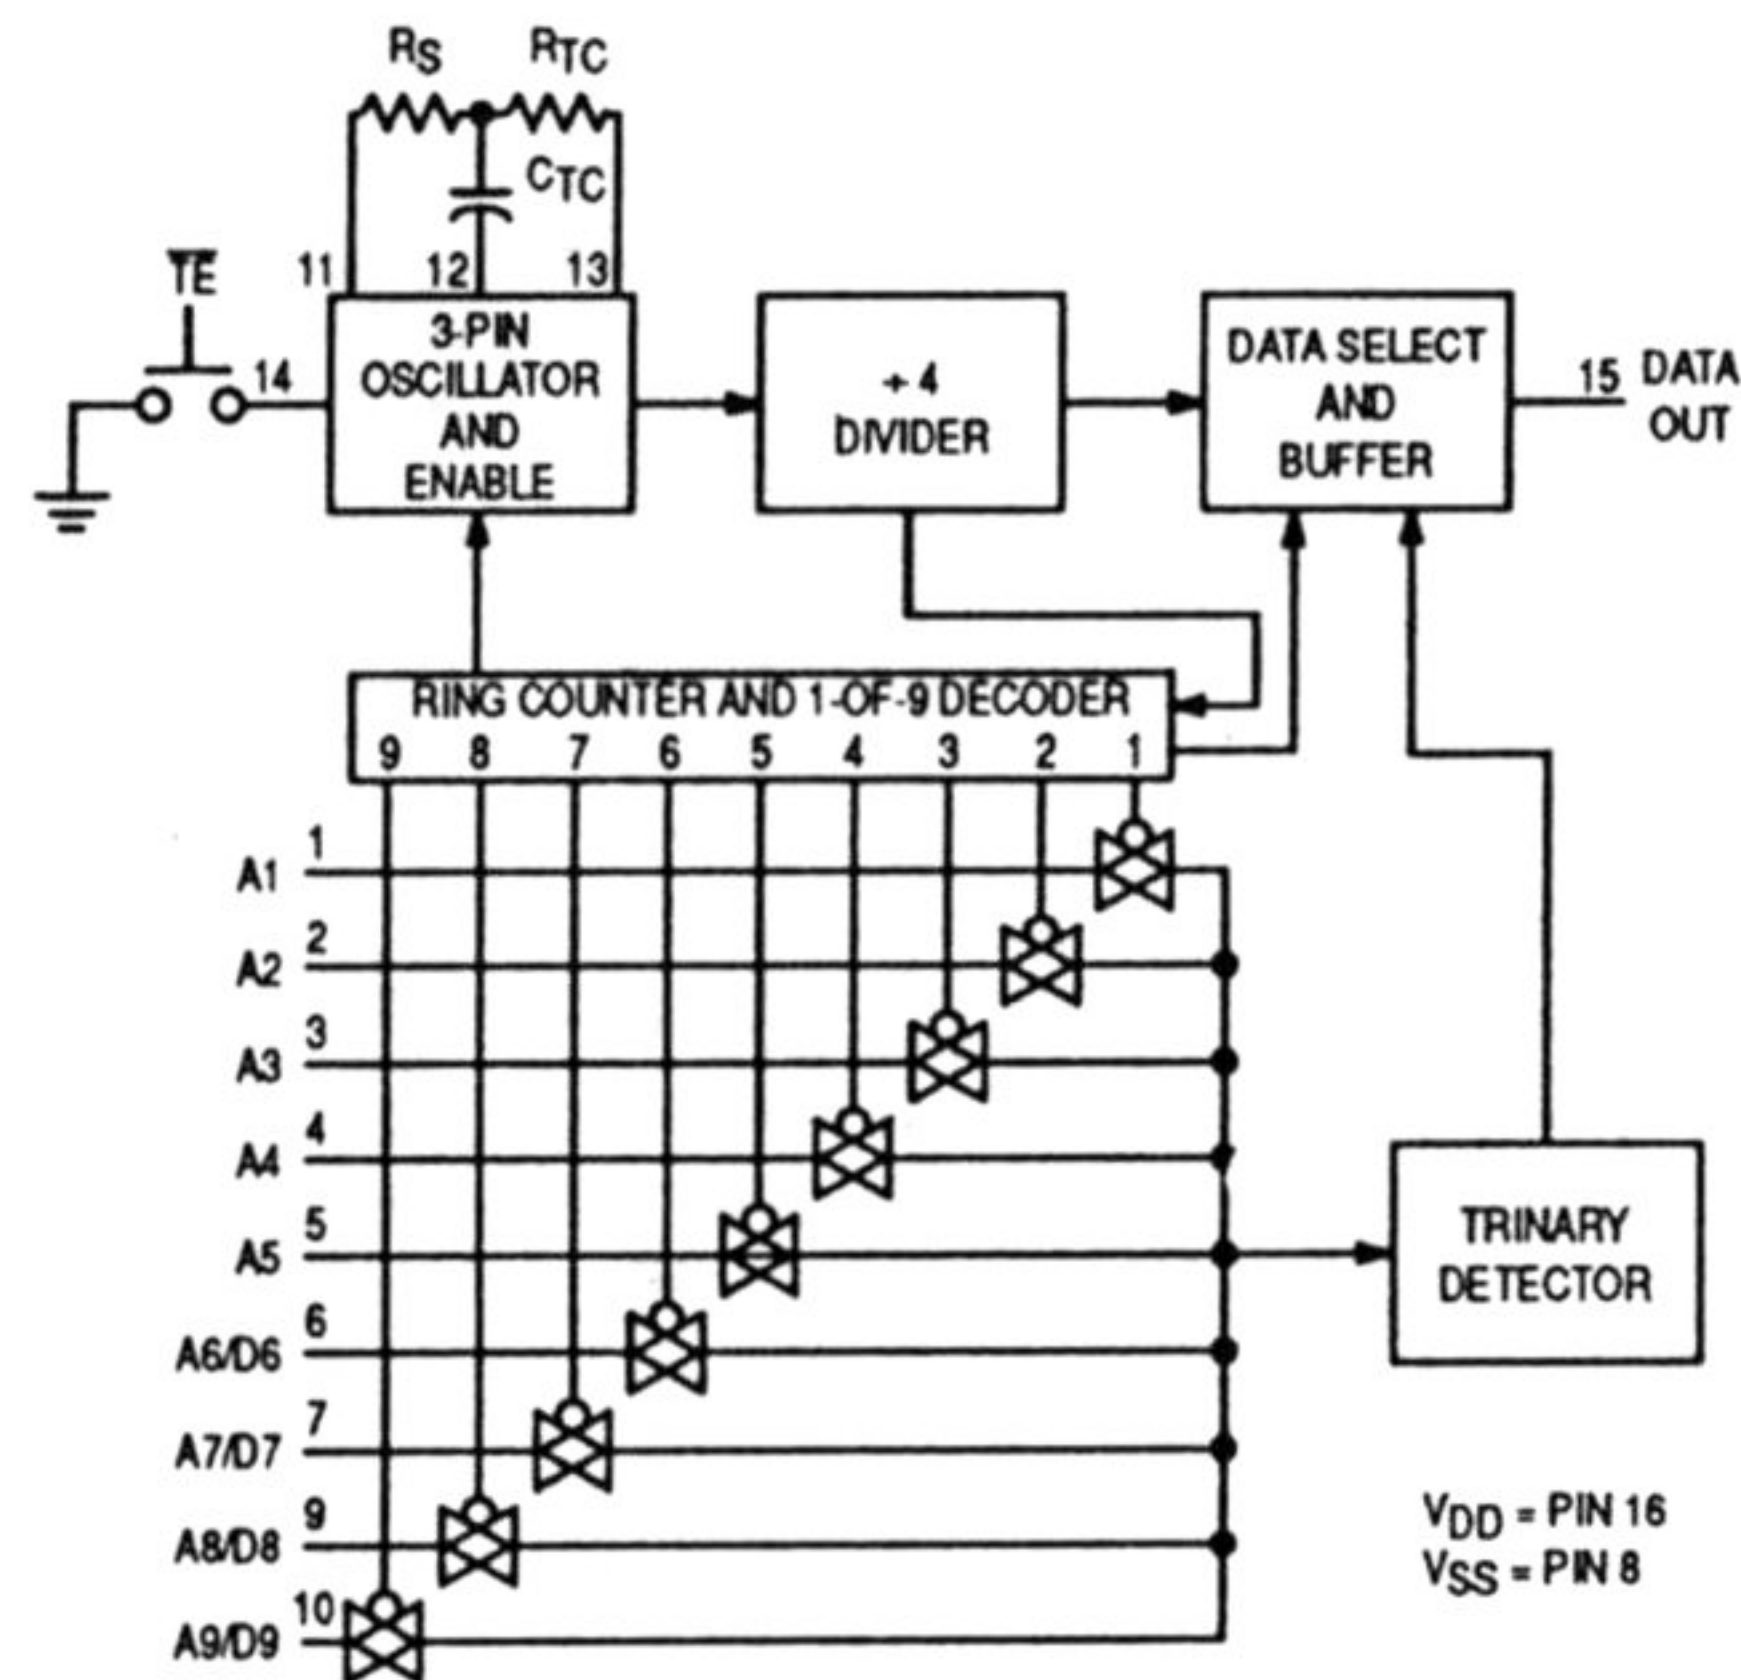 RS RTC
CTC
TE
11 12 13
14
3-PIN
OSCILLATOR
AND
ENABLE
÷ 4
DIVIDER
DATA SELECT
AND
BUFFER
15 DATA
OUT
RING COUNTER AND 1-OF-9 DECODER
9 8 7 6 5 4 3 2 1
A1 1
A2 2
A3 3
A4 4
A5 5
A6/D6 6
A7/D7 7
A8/D8 9
A9/D9 10
TRINARY
DETECTOR
VDD = PIN 16
VSS = PIN 8